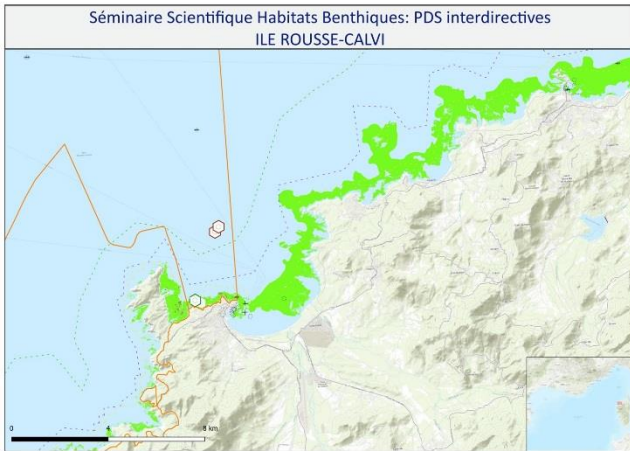 Séminaire Scientifique Habitats Benthiques: PDS interdirectives
ILE ROUSSE-CALVI
0 4 8 km